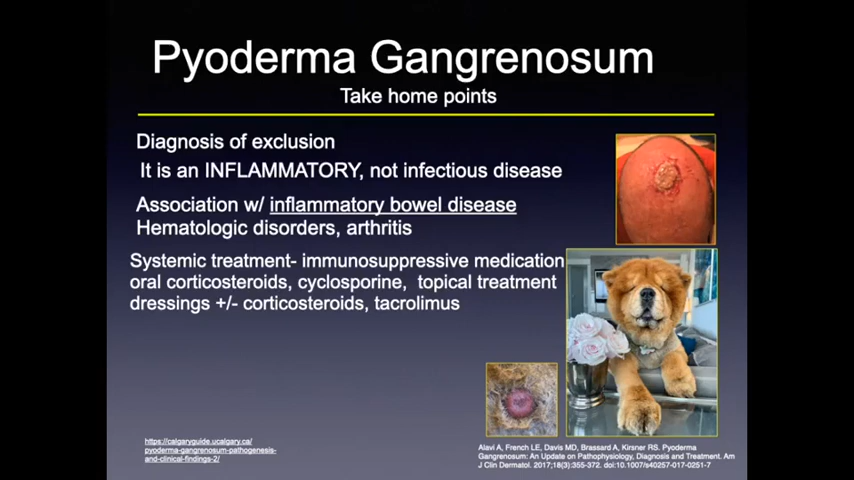 Pyoderma Gangrenosum
Take home points
Diagnosis of exclusion
It is an INFLAMMATORY, not infectious disease
Association w/ inflammatory bowel disease
Hematologic disorders, arthritis
Systemic treatment- immunosuppressive medication
oral corticosteroids, cyclosporine, topical treatment
dressings +/- corticosteroids, tacrolimus
https://calgaryguide.ucalgary.ca/
pyoderma-gangrenosum-pathogenesis-
and-clinical-findings-2/
Alavi A, French LE, Davis MD, Brassard A, Kirsner RS. Pyoderma
Gangrenosum: An Update on Pathophysiology, Diagnosis and Treatment. Am
J Clin Dermatol. 2017;18(3):355-372. doi:10.1007/s40257-017-0251-7